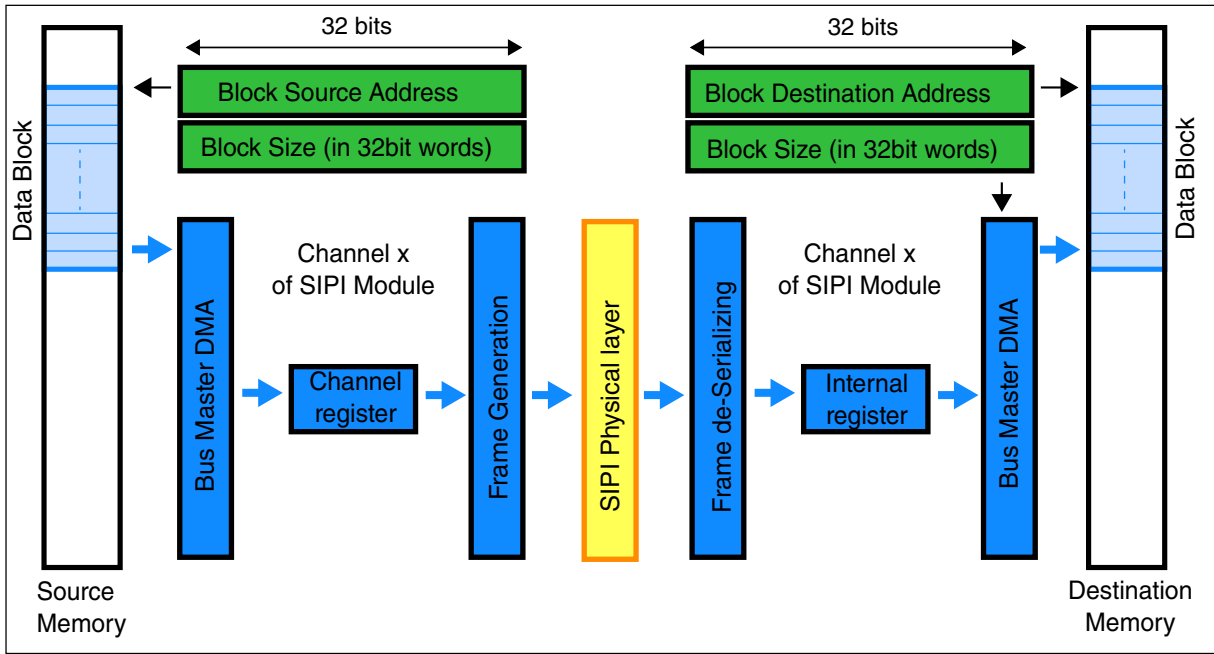 32 bits
32 bits
Block Source Address
Block Destination Address
Block Size (in 32bit words)
Block Size (in 32bit words)
Data Block
Data Block
Channel x
of SIPI Module
Channel x
of SIPI Module
Bus Master DMA
Channel
register
Frame Generation
SIPI Physical layer
Frame de-Serializing
Internal
register
Bus Master DMA
Source
Memory
Destination
Memory